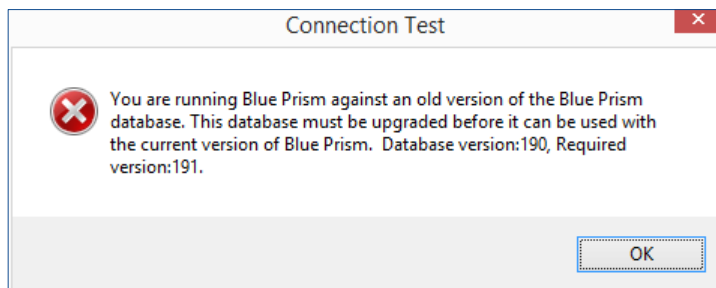 Connection Test
You are running Blue Prism against an old version of the Blue Prism
database. This database must be upgraded before it can be used with
the current version of Blue Prism.  Database version:190, Required
version:191.
OK